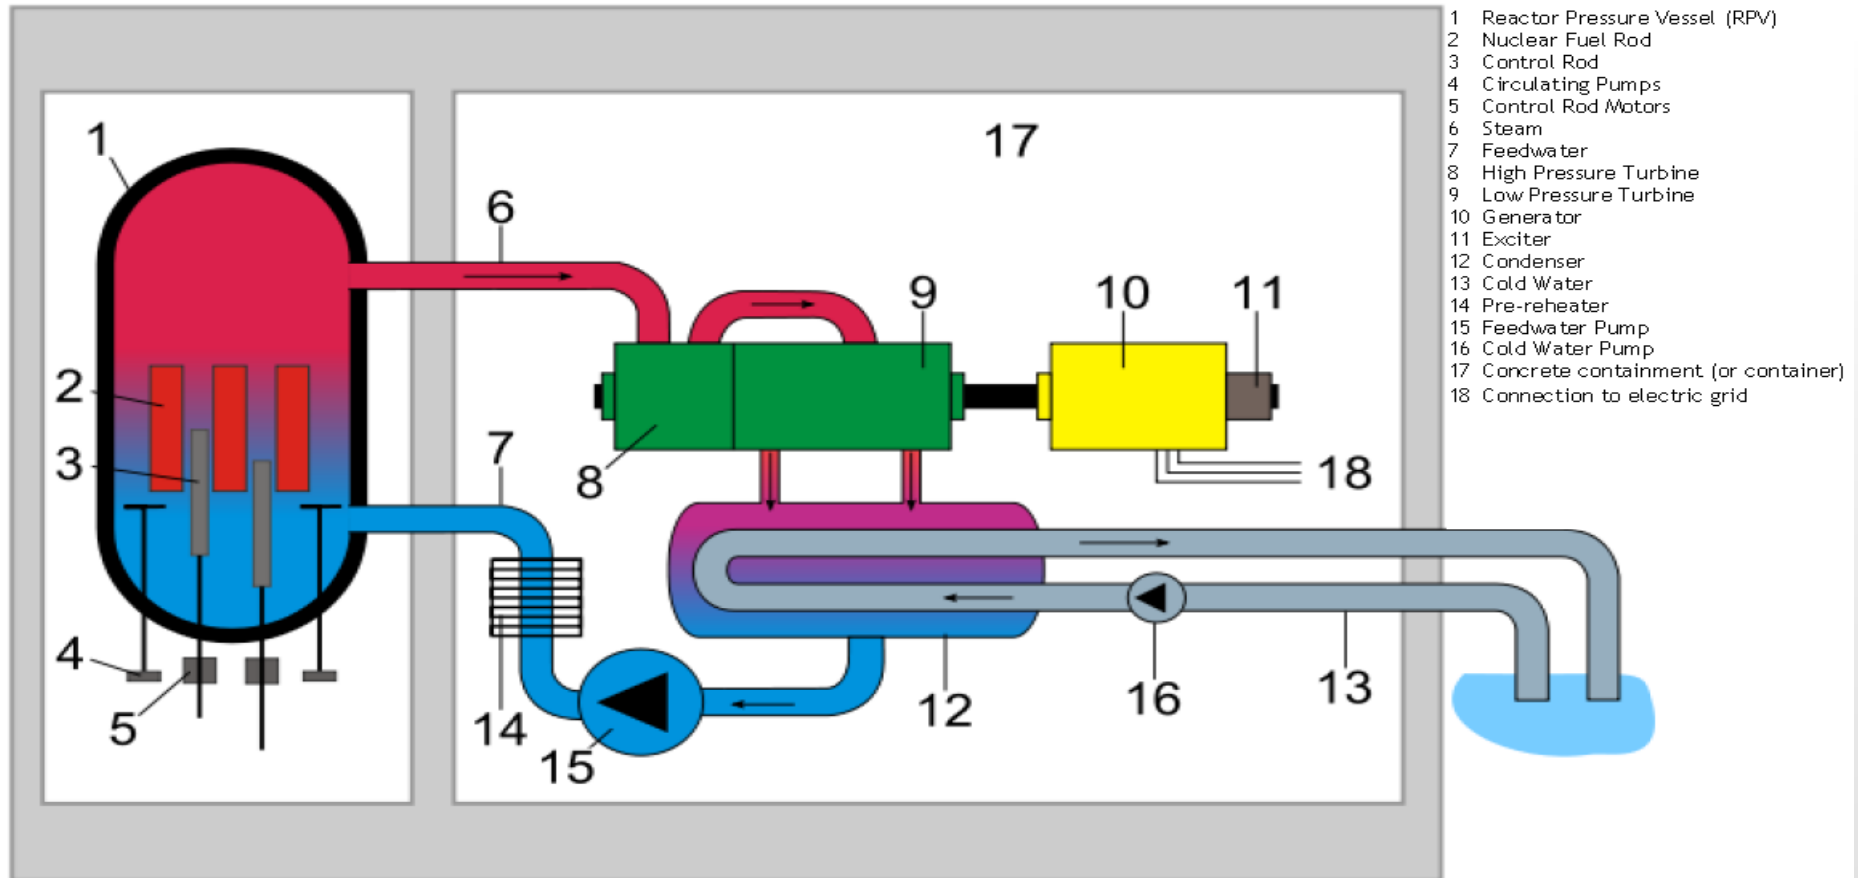 1
6
17
2
3
7
8
9
10
11
18
4
5
14
15
12
16
13
1 Reactor Pressure Vessel (RPV)
2 Nuclear Fuel Rod
3 Control Rod
4 Circulating Pumps
5 Control Rod Motors
6 Steam
7 Feedwater
8 High Pressure Turbine
9 Low Pressure Turbine
10 Generator
11 Exciter
12 Condenser
13 Cold Water
14 Pre-reheater
15 Feedwater Pump
16 Cold Water Pump
17 Concrete containment (or container)
18 Connection to electric grid